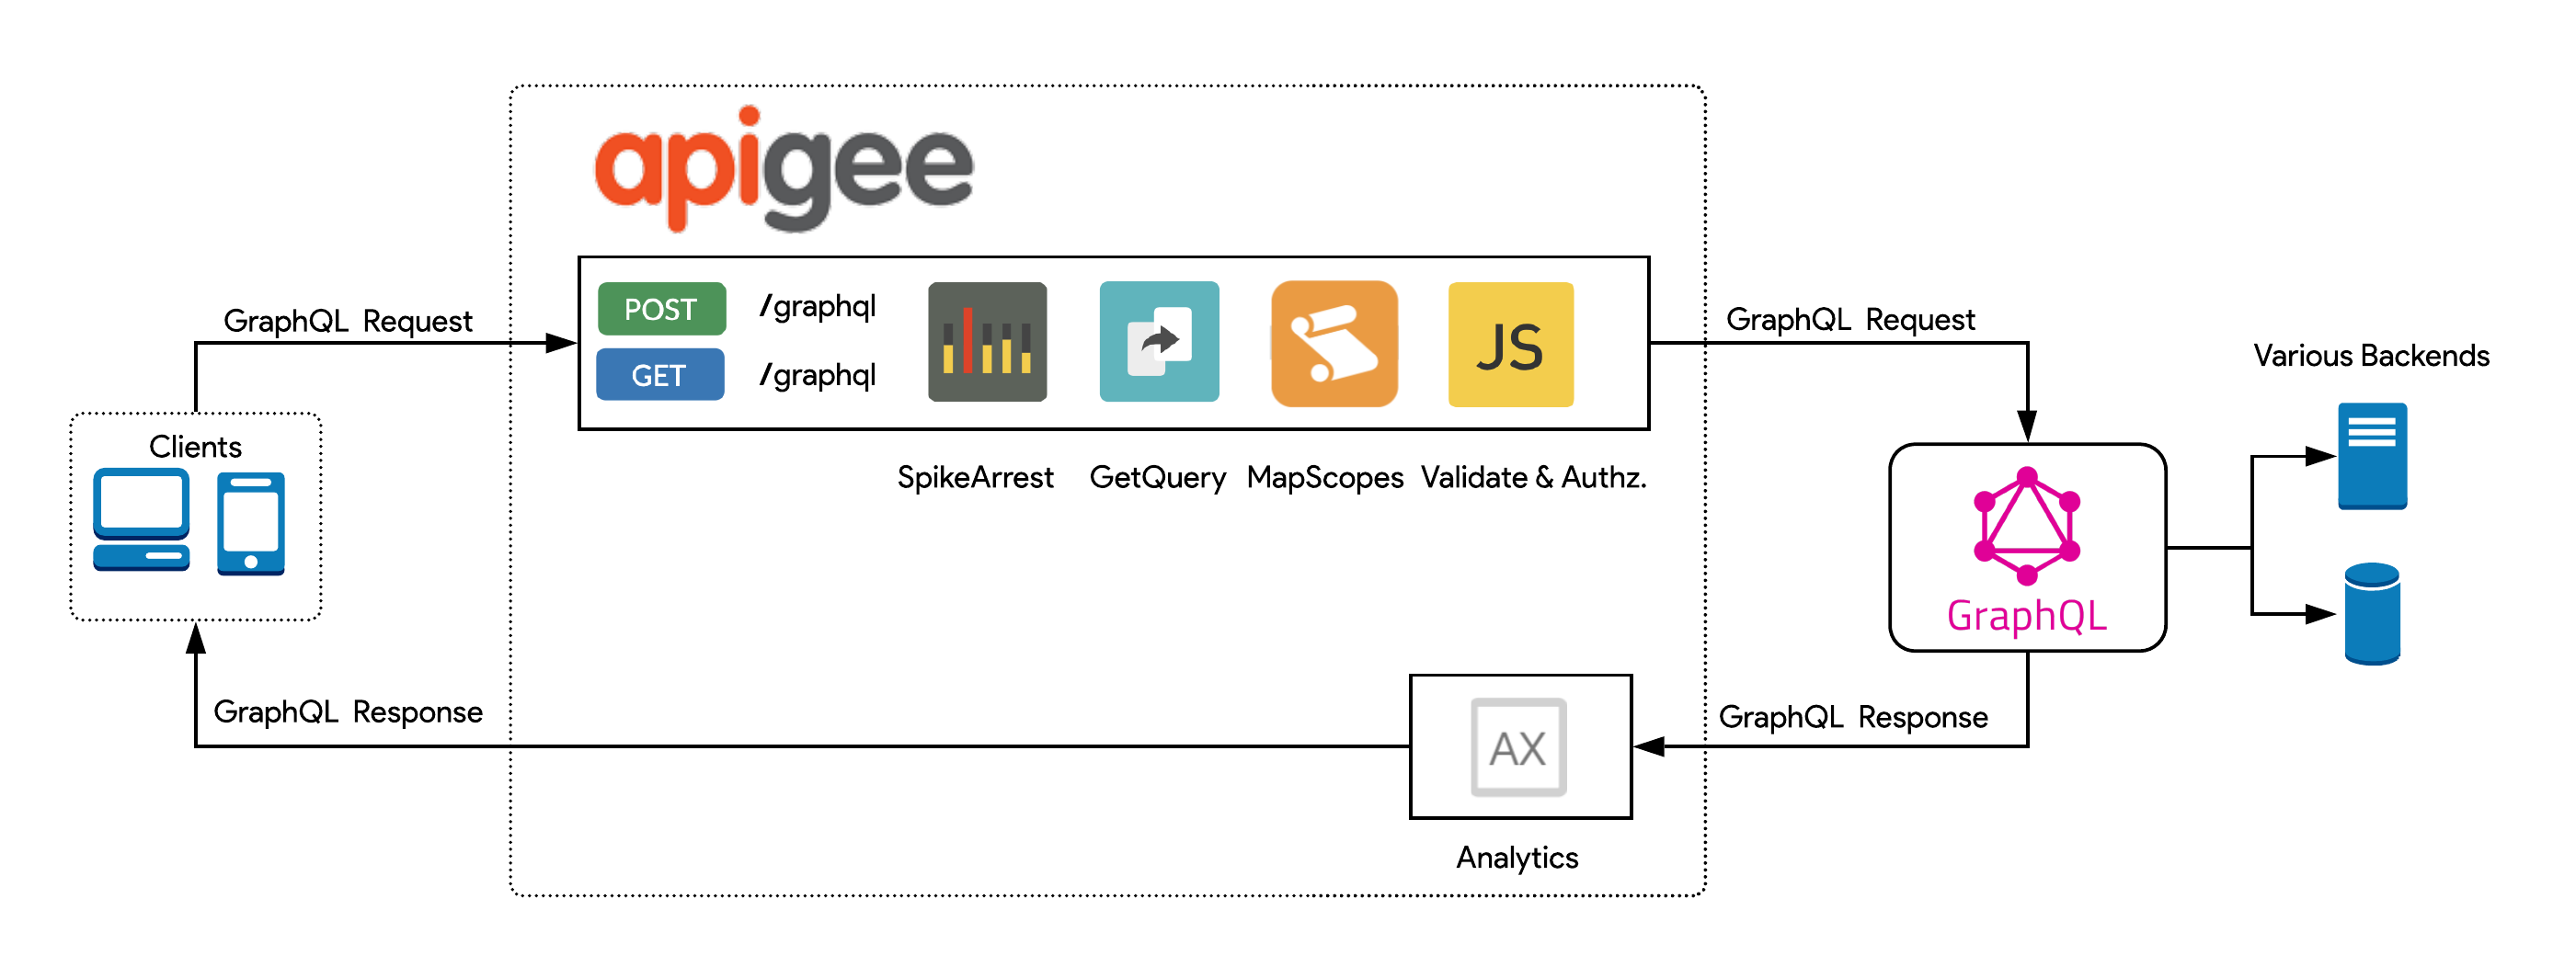 apigee
POST /graphql
GET /graphql
JS
SpikeArrest GetQuery MapScopes Validate & Authz.
GraphQL Request
GraphQL Request
Clients
Various Backends
GraphQL
GraphQL Response
GraphQL Response
AX
Analytics